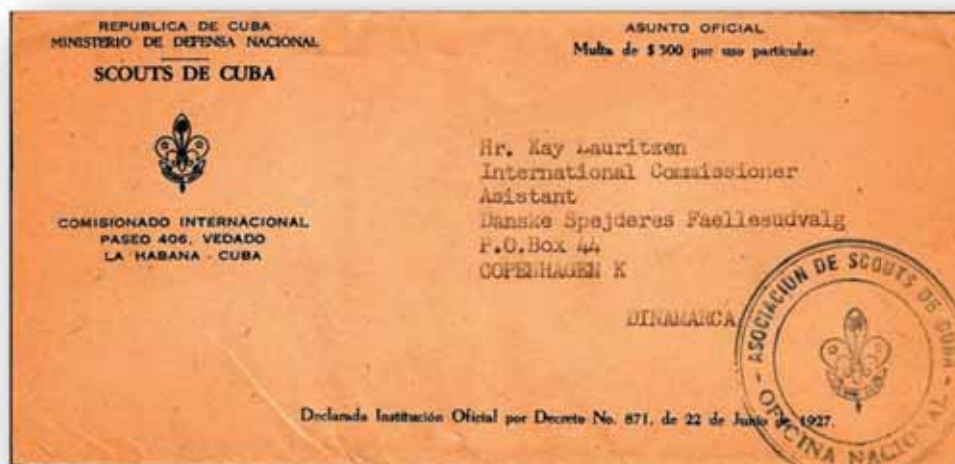 REPUBLICA DE CUBA
MINISTERIO DE DEFENSA NACIONAL
SCOUTS DE CUBA
COMISIONADO INTERNACIONAL
PASEO 406, VEDADO
LA HABANA - CUBA
ASUNTO OFICIAL
Multa de $ 500 por uso particular
Hr. Kay Lauritzen
International Commissioner
Asistant
Danske Spejderes Faellesudvalg
P.O.Box 44
COPENHAGEN K
DINAMARCA
ASOCIACION DE SCOUTS DE CUBA
- OFICINA NACIONAL -
Declarada Institución Oficial por Decreto No. 871, de 22 de Junio de 1927.